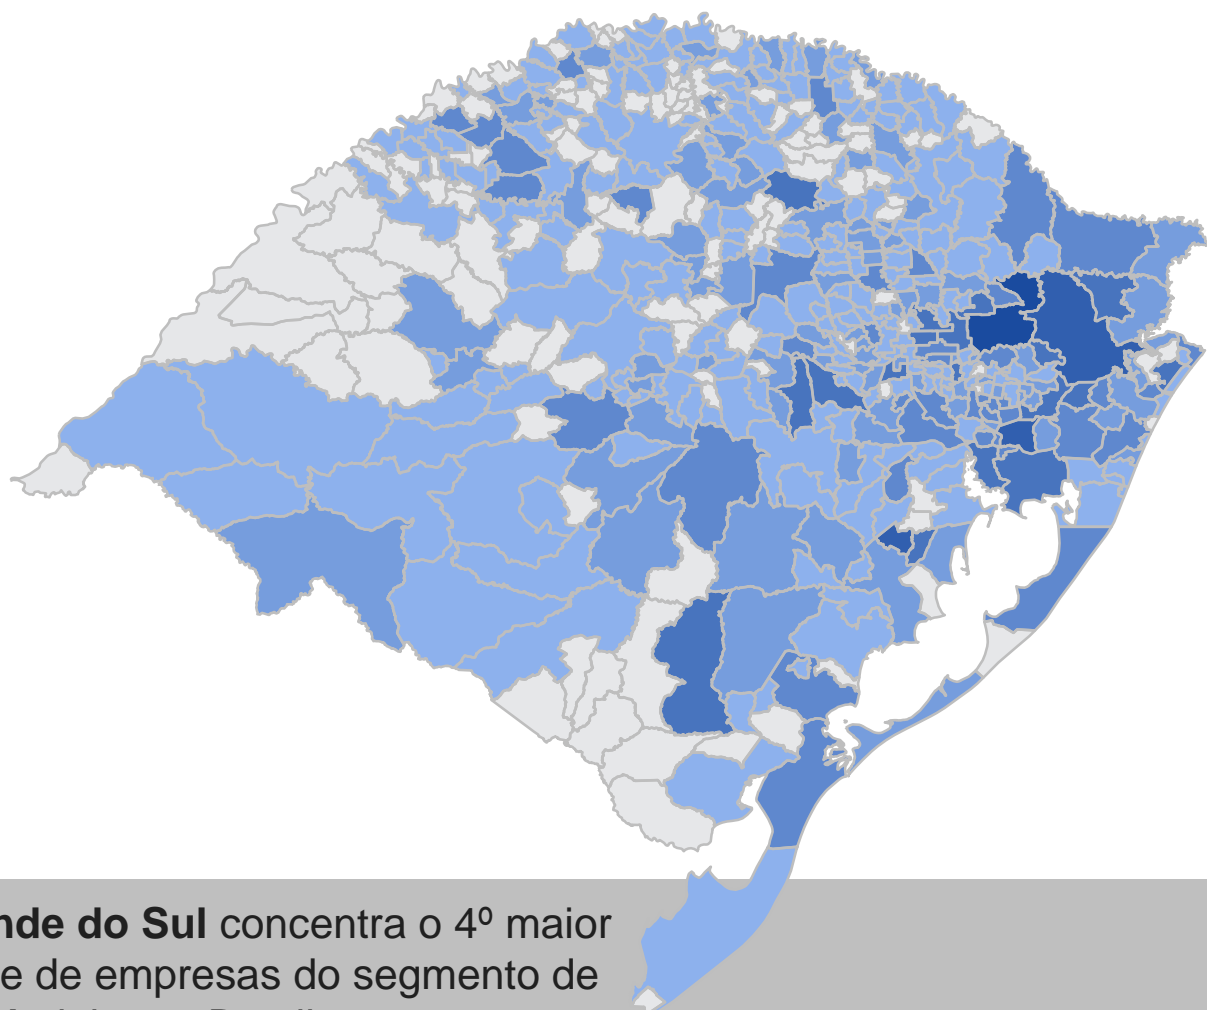 nde do Sul concentra o 4º maior
e de empresas do segmento de